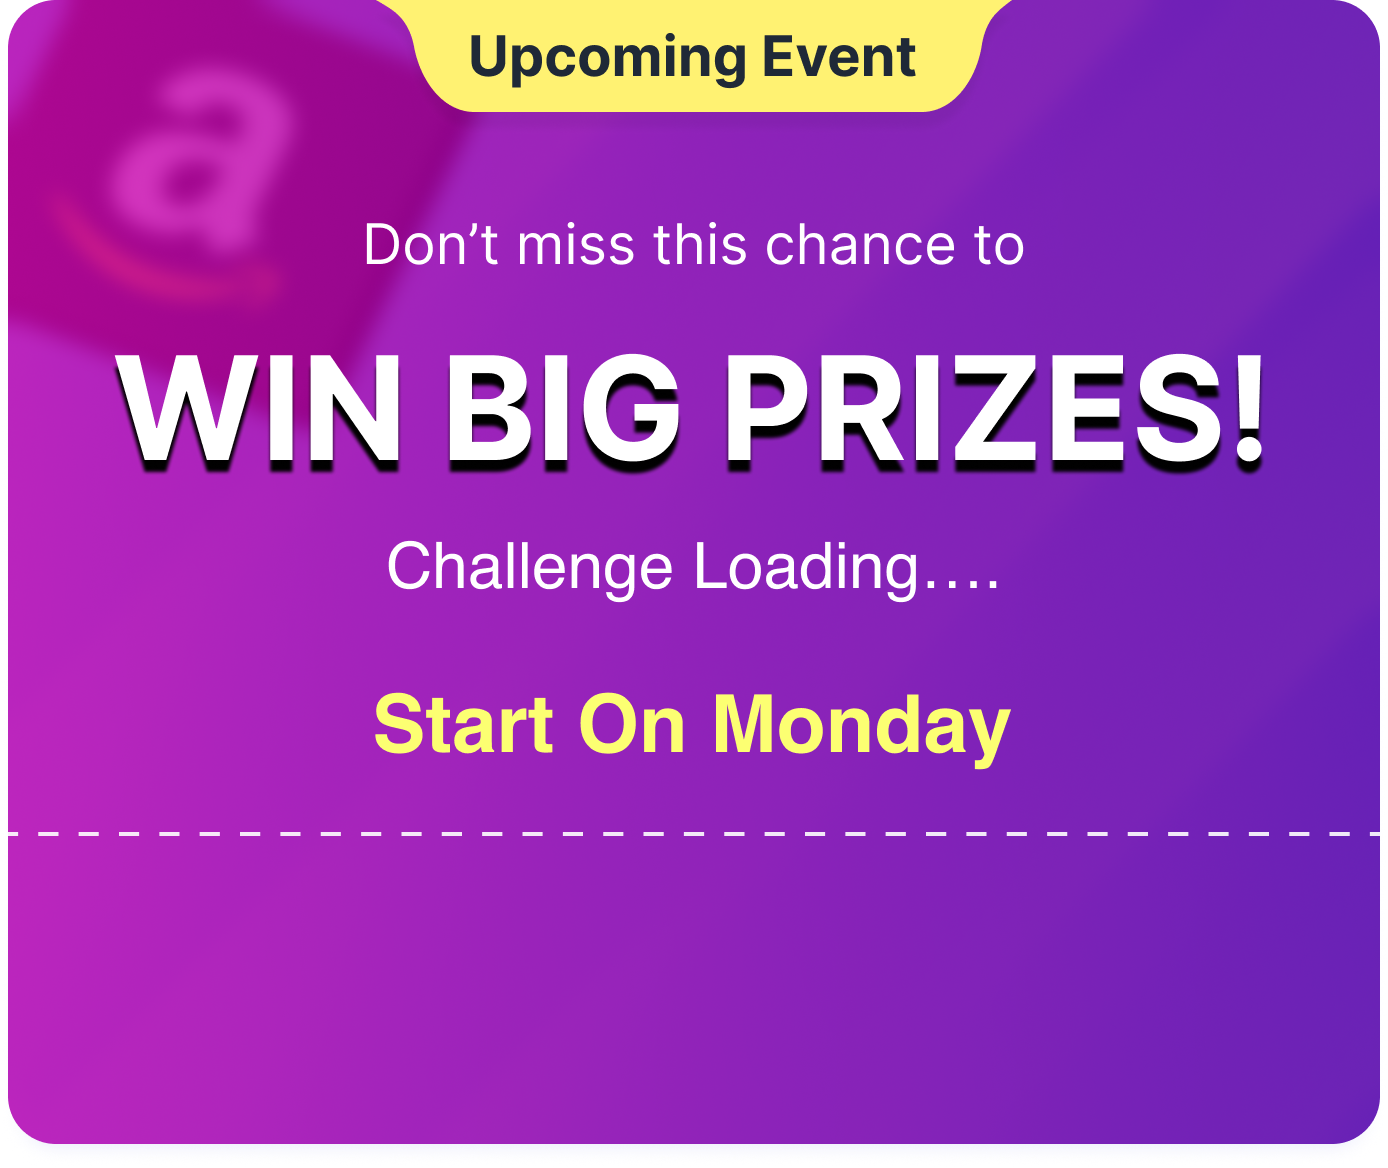 Upcoming Event
Don’t miss this chance to
WIN BIG PRIZES!
Challenge Loading....
Start On Monday